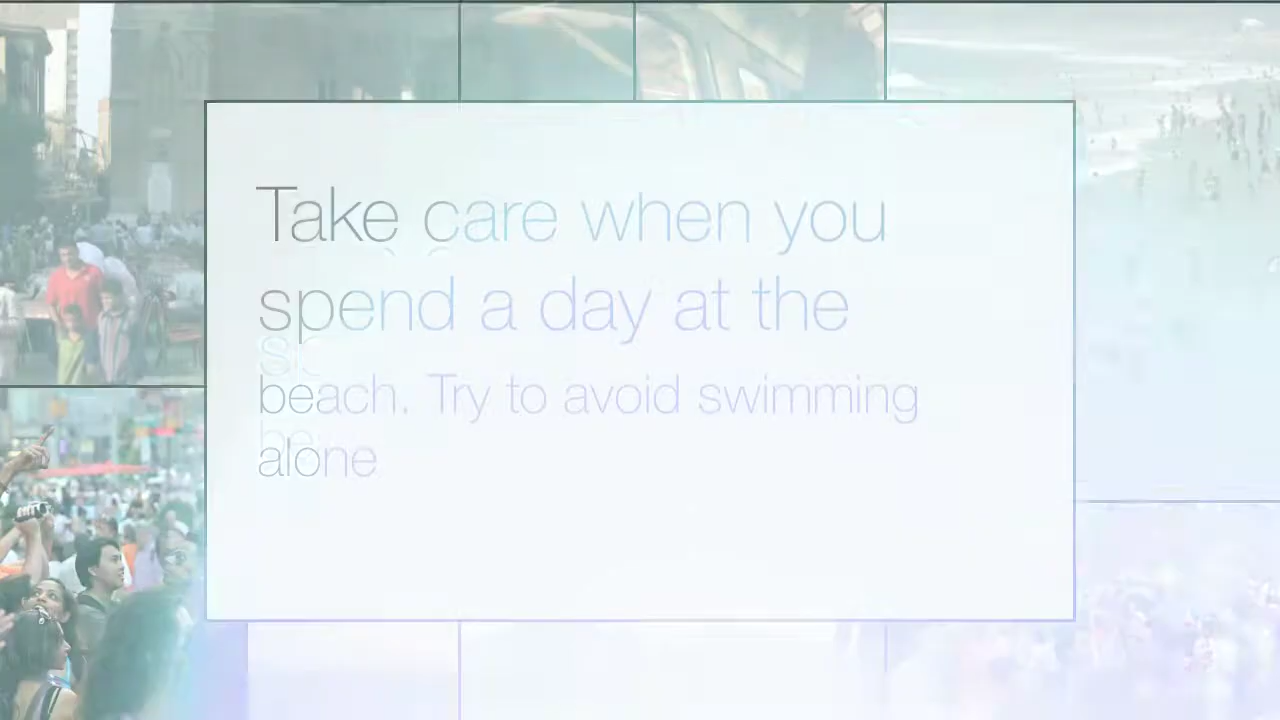 Take care when you
spend a day at the
beach. Try to avoid swimming
alone